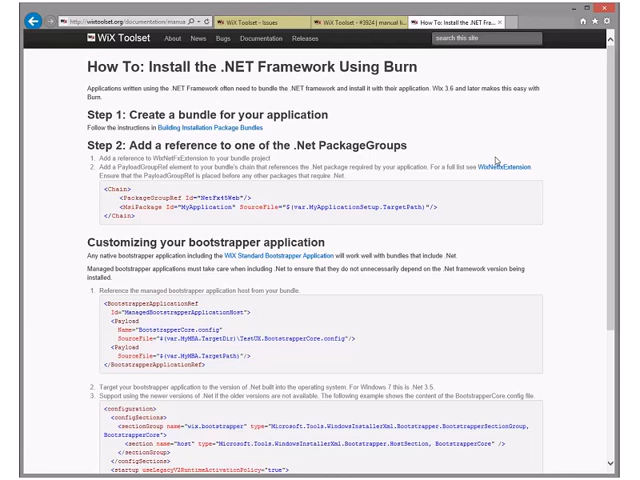 http://wixtoolset.org/documentation/manua
WiX Toolset - Issues
WiX Toolset - #3924 | manual li...
How To: Install the .NET Fra...
WiX Toolset
About News Bugs Documentation Releases
search this site
How To: Install the .NET Framework Using Burn
Applications written using the .NET Framework often need to bundle the .NET framework and install it with their application. Wix 3.6 and later makes this easy with
Burn.
Step 1: Create a bundle for your application
Follow the instructions in Building Installation Package Bundles
Step 2: Add a reference to one of the .Net PackageGroups
1. Add a reference to WixNetFxExtension to your bundle project
2. Add a PayloadGroupRef element to your bundle's chain that references the .Net package required by your application. For a full list see WixNetfxExtension.
Ensure that the PayloadGroupRef is placed before any other packages that require .Net.
<Chain>
<PackageGroupRef Id="NetFx45Web"/>
<MsiPackage Id="MyApplication" SourceFile="$(var.MyApplicationSetup.TargetPath)"/>
</Chain>
Customizing your bootstrapper application
Any native bootstrapper application including the WiX Standard Bootstrapper Application will work well with bundles that include .Net.
Managed bootstrapper applications must take care when including .Net to ensure that they do not unnecessarily depend on the .Net framework version being
installed.
1. Reference the managed bootstrapper application host from your bundle.
<BootstrapperApplicationRef
Id="ManagedBootstrapperApplicationHost">
<Payload
Name="BootstrapperCore.config"
SourceFile="$(var.MyMBA.TargetDir)\TestUX.BootstrapperCore.config"/>
<Payload
SourceFile="$(var.MyMBA.TargetPath)"/>
</BootstrapperApplicationRef>
2. Target your bootstrapper application to the version of .Net built into the operating system. For Windows 7 this is .Net 3.5.
3. Support using the newer versions of .Net if the older versions are not available. The following example shows the content of the BootstrapperCore.config file.
<configuration>
<configSections>
<sectionGroup name="wix.bootstrapper" type="Microsoft.Tools.WindowsInstallerXml.Bootstrapper.BootstrapperSectionGroup,
BootstrapperCore">
<section name="host" type="Microsoft.Tools.WindowsInstallerXml.Bootstrapper.HostSection, BootstrapperCore" />
</sectionGroup>
</configSections>
<startup useLegacyV2RuntimeActivationPolicy="true">